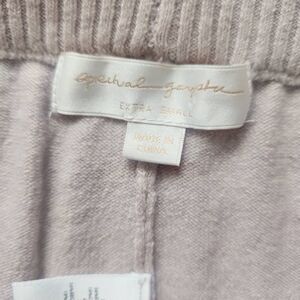 spiritual gangster
EXTRA SMALL
MADE IN
CHINA